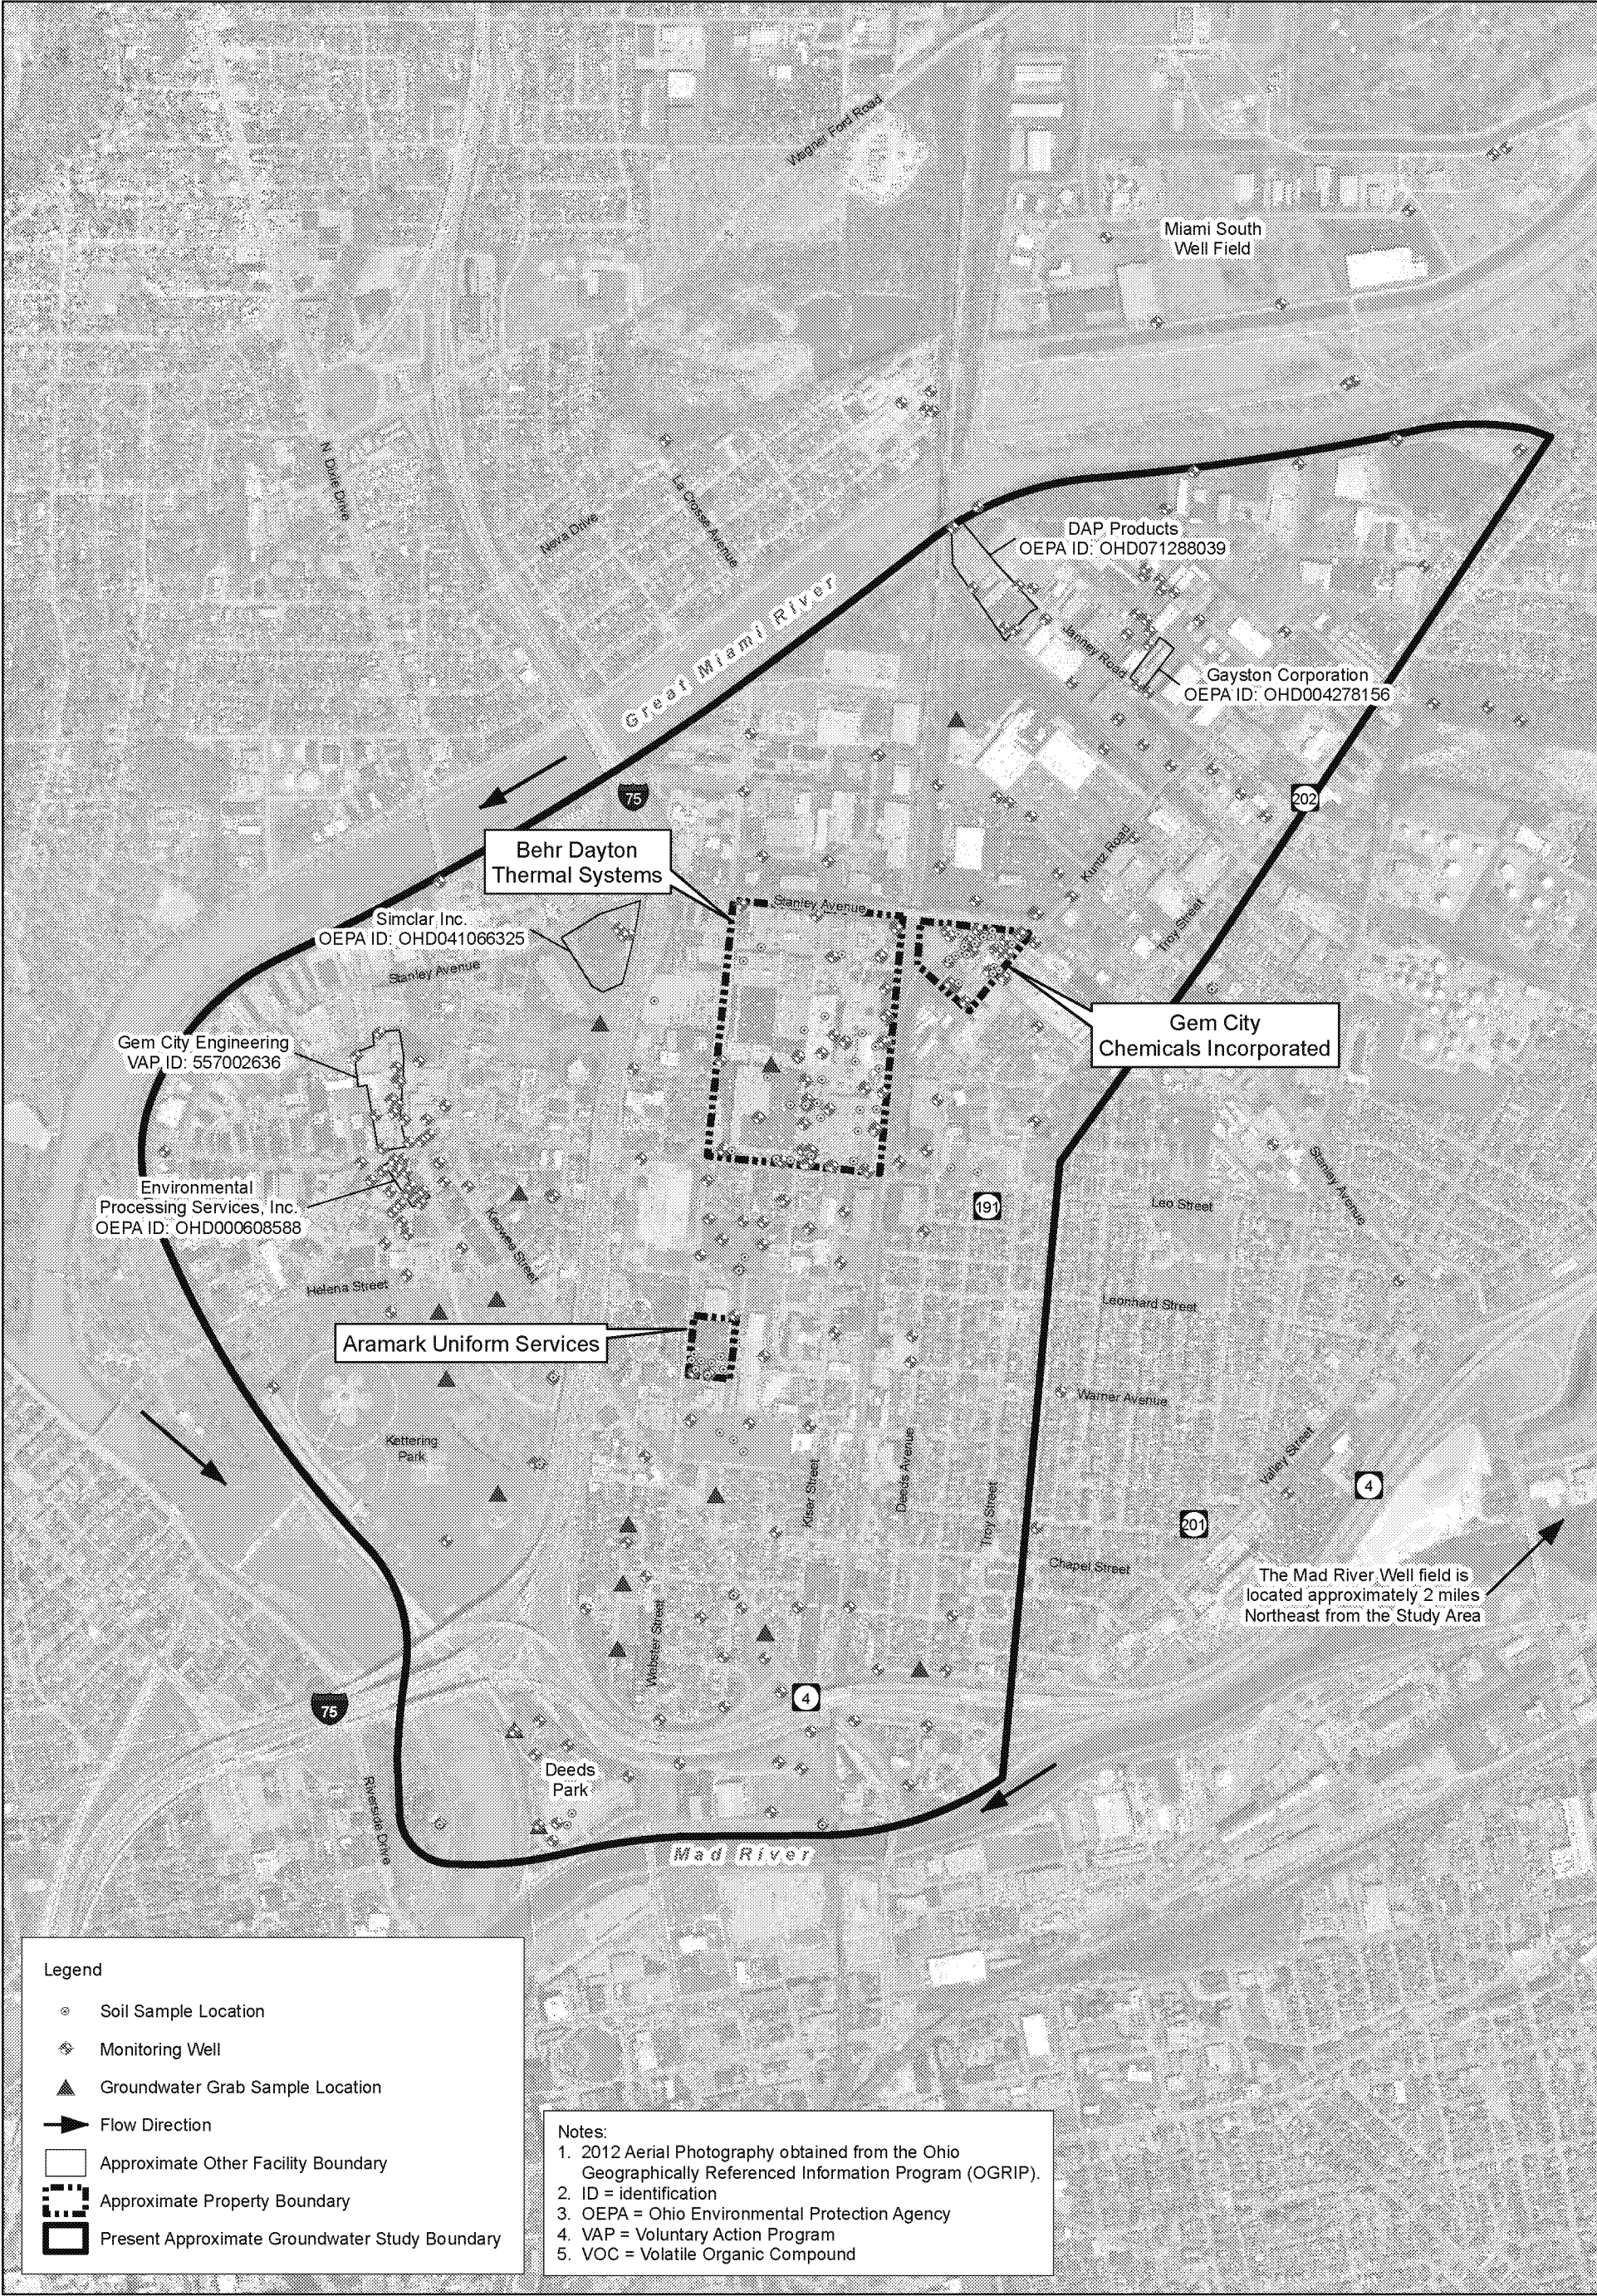 Wagner Ford Road
Miami South
Well Field
N. Dixie Drive
La Crosse Avenue
Neva Drive
DAP Products
OEPA ID: OHD071288039
Great Miami River
Janney Road
Gayston Corporation
OEPA ID: OHD004278156
75
202
Kuntz Road
Behr Dayton
Thermal Systems
Stanley Avenue
Troy Street
Simclar Inc.
OEPA ID: OHD041066325
Stanley Avenue
Gem City
Chemicals Incorporated
Gem City Engineering
VAP ID: 557002636
Environmental
Processing Services, Inc.
OEPA ID: OHD000608588
Keowee Street
191
Leo Street
Stanley Avenue
Helena Street
Leonhard Street
Aramark Uniform Services
Warner Avenue
Kettering
Park
Kiser Street
Deeds Avenue
Troy Street
Valley Street
4
201
Chapel Street
The Mad River Well field is
located approximately 2 miles
Northeast from the Study Area
Webster Street
4
75
Deeds
Park
Riverside Drive
Mad River
Legend
Soil Sample Location
Monitoring Well
Groundwater Grab Sample Location
Flow Direction
Approximate Other Facility Boundary
Approximate Property Boundary
Present Approximate Groundwater Study Boundary
Notes:
1. 2012 Aerial Photography obtained from the Ohio
Geographically Referenced Information Program (OGRIP).
2. ID = identification
3. OEPA = Ohio Environmental Protection Agency
4. VAP = Voluntary Action Program
5. VOC = Volatile Organic Compound